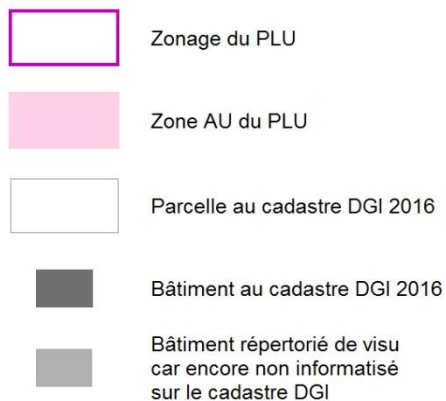 Zonage du PLU
Zone AU du PLU
Parcelle au cadastre DGI 2016
Bâtiment au cadastre DGI 2016
Bâtiment répertorié de visu
car encore non informatisé
sur le cadastre DGI